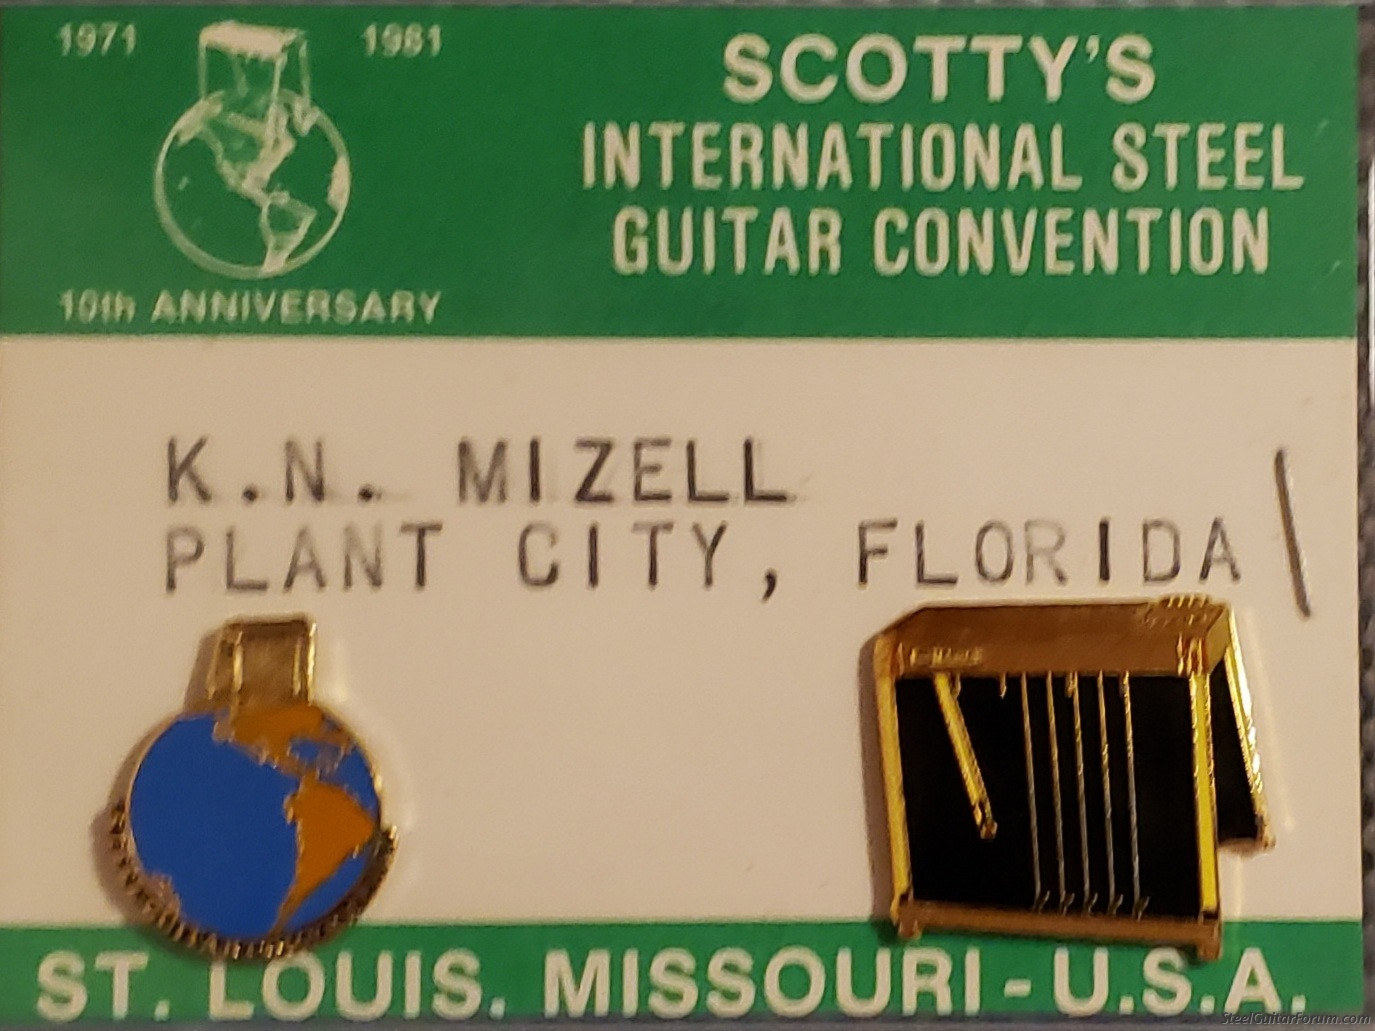 1971 1981
10th ANNIVERSARY
SCOTTY'S
INTERNATIONAL STEEL
GUITAR CONVENTION
K.N. MIZELL
PLANT CITY, FLORIDA
ST. LOUIS, MISSOURI - U.S.A.
SteelGuitarForum.com